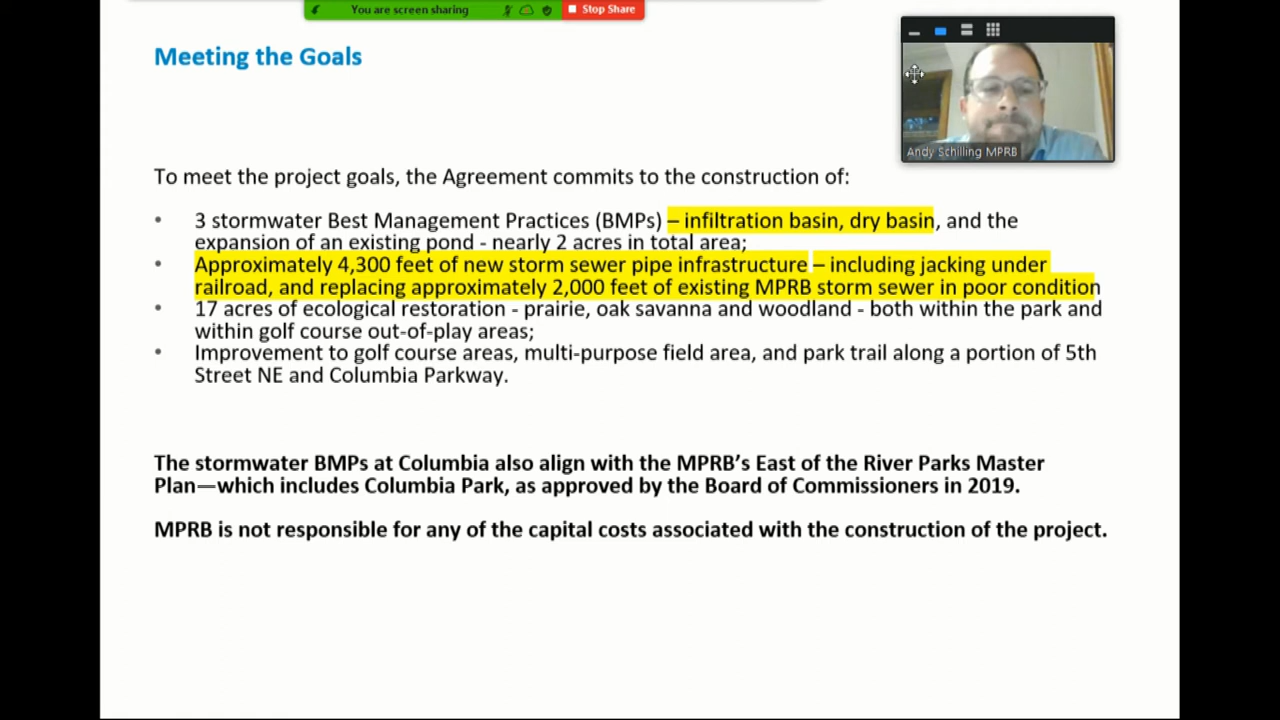 You are screen sharing
Stop Share
Meeting the Goals
Andy Schilling MPRB
To meet the project goals, the Agreement commits to the construction of:
• 3 stormwater Best Management Practices (BMPs) – infiltration basin, dry basin, and the
expansion of an existing pond - nearly 2 acres in total area;
• Approximately 4,300 feet of new storm sewer pipe infrastructure – including jacking under
railroad, and replacing approximately 2,000 feet of existing MPRB storm sewer in poor condition
• 17 acres of ecological restoration - prairie, oak savanna and woodland - both within the park and
within golf course out-of-play areas;
• Improvement to golf course areas, multi-purpose field area, and park trail along a portion of 5th
Street NE and Columbia Parkway.
The stormwater BMPs at Columbia also align with the MPRB’s East of the River Parks Master
Plan—which includes Columbia Park, as approved by the Board of Commissioners in 2019.
MPRB is not responsible for any of the capital costs associated with the construction of the project.